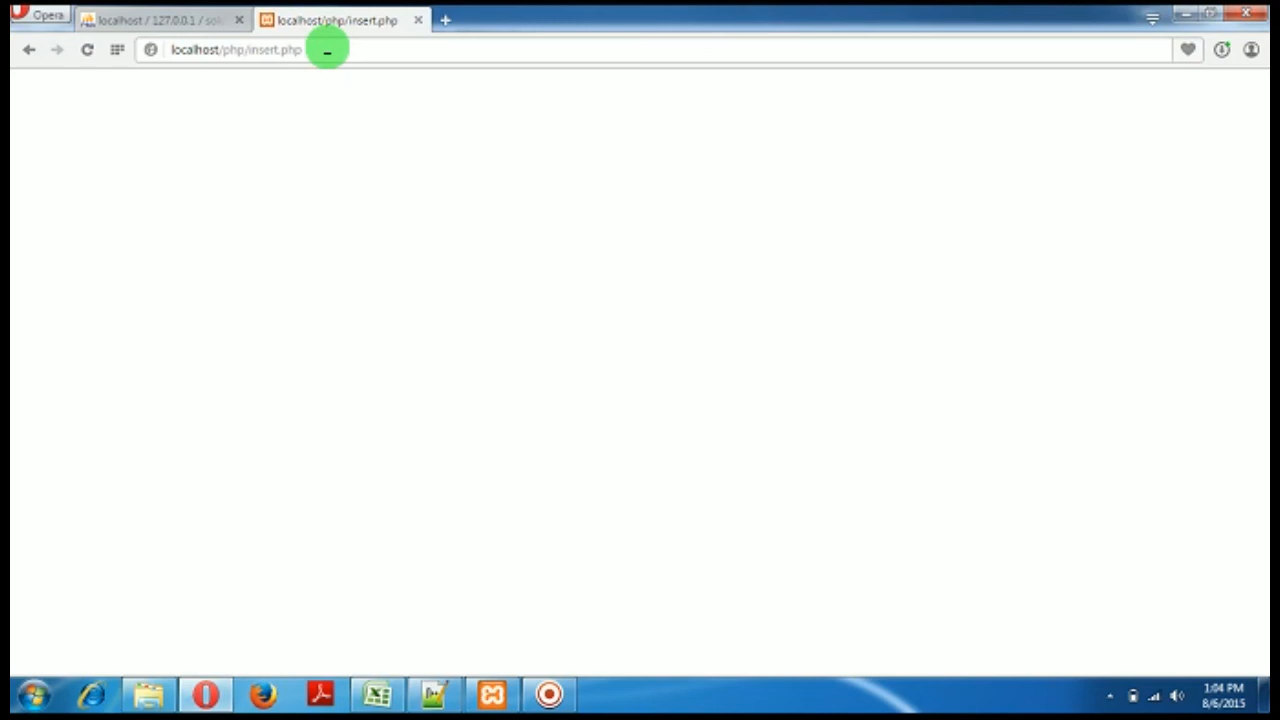 Opera
localhost / 127.0.0.1 / sok
localhost/php/insert.php
localhost/php/insert.php
1:04 PM
8/6/2015